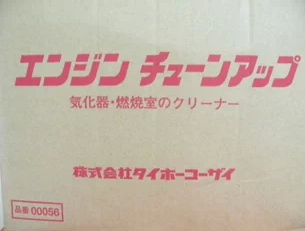 エンジン チューンアップ
気化器・燃焼室のクリーナー
株式会社タイホーコーザイ
品番 00056